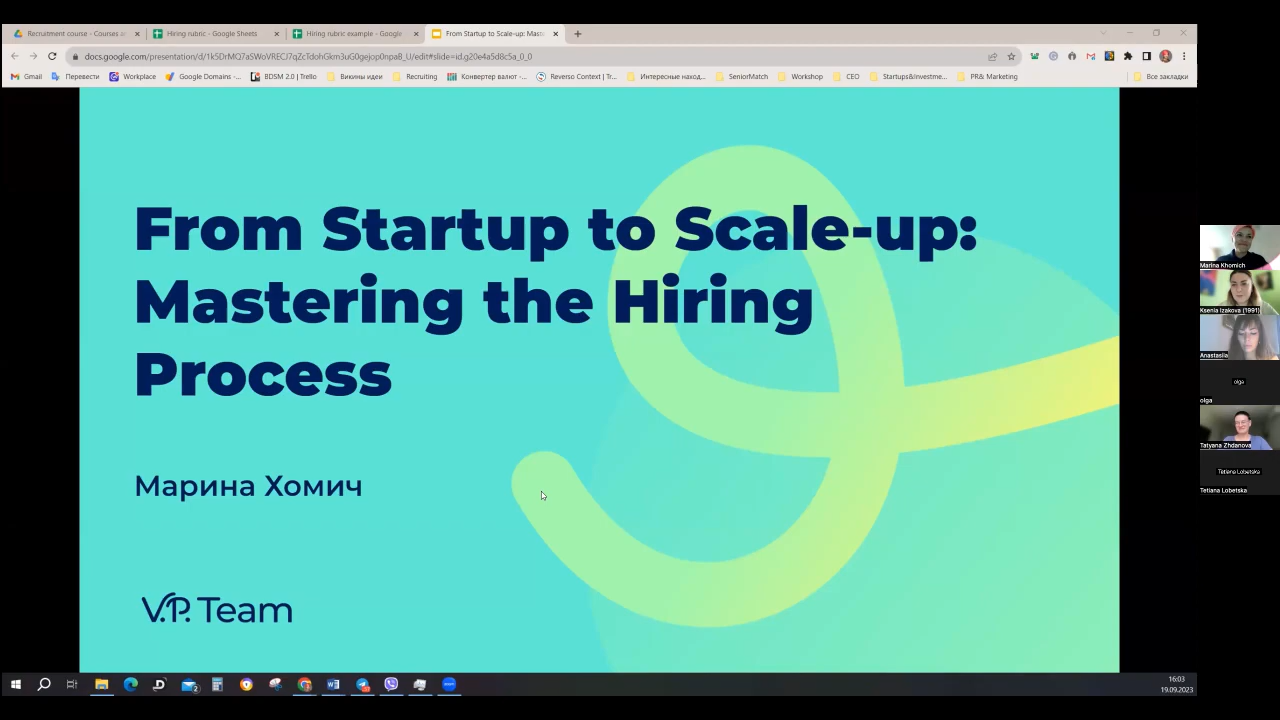 Recruitment course - Courses an
Hiring rubric - Google Sheets
Hiring rubric example - Google
From Startup to Scale-up: Maste
docs.google.com/presentation/d/1k5DrMQ7aSWoVRECJ7qZcTdohGkm3uG0gejop0npaB_U/edit#slide=id.g20e4a5d8c5a_0_0
Gmail
Перевести
Workplace
Google Domains -...
BDSM 2.0 | Trello
Викины идеи
Recruiting
Конвертер валют -...
Reverso Context | Tr...
Интересные наход...
SeniorMatch
Workshop
CEO
Startups&Investme...
PR& Marketing
Все закладки
From Startup to Scale-up:
Mastering the Hiring
Process
Марина Хомич
V.P. Team
Marina Khomich
Ksenia Izakova (1991)
Anastasiia
olga
olga
Tatyana Zhdanova
Tetiana Lobetska
Tetiana Lobetska
16:03
19.09.2023